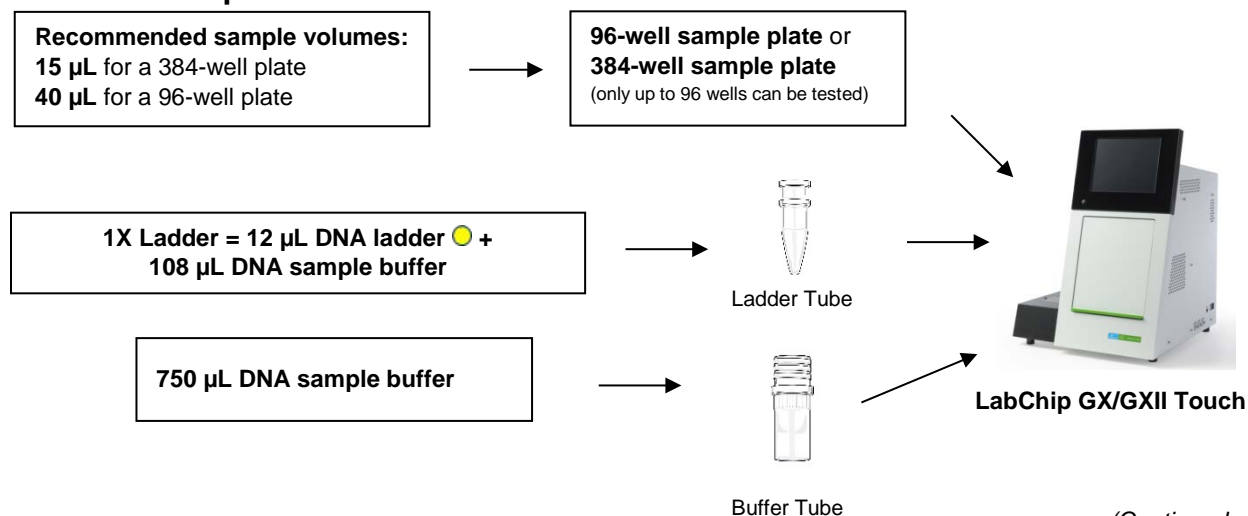 Recommended sample volumes:
15 µL for a 384-well plate
40 µL for a 96-well plate
96-well sample plate or
384-well sample plate
(only up to 96 wells can be tested)
1X Ladder = 12 µL DNA ladder +
108 µL DNA sample buffer
Ladder Tube
750 µL DNA sample buffer
LabChip GX/GXII Touch
Buffer Tube